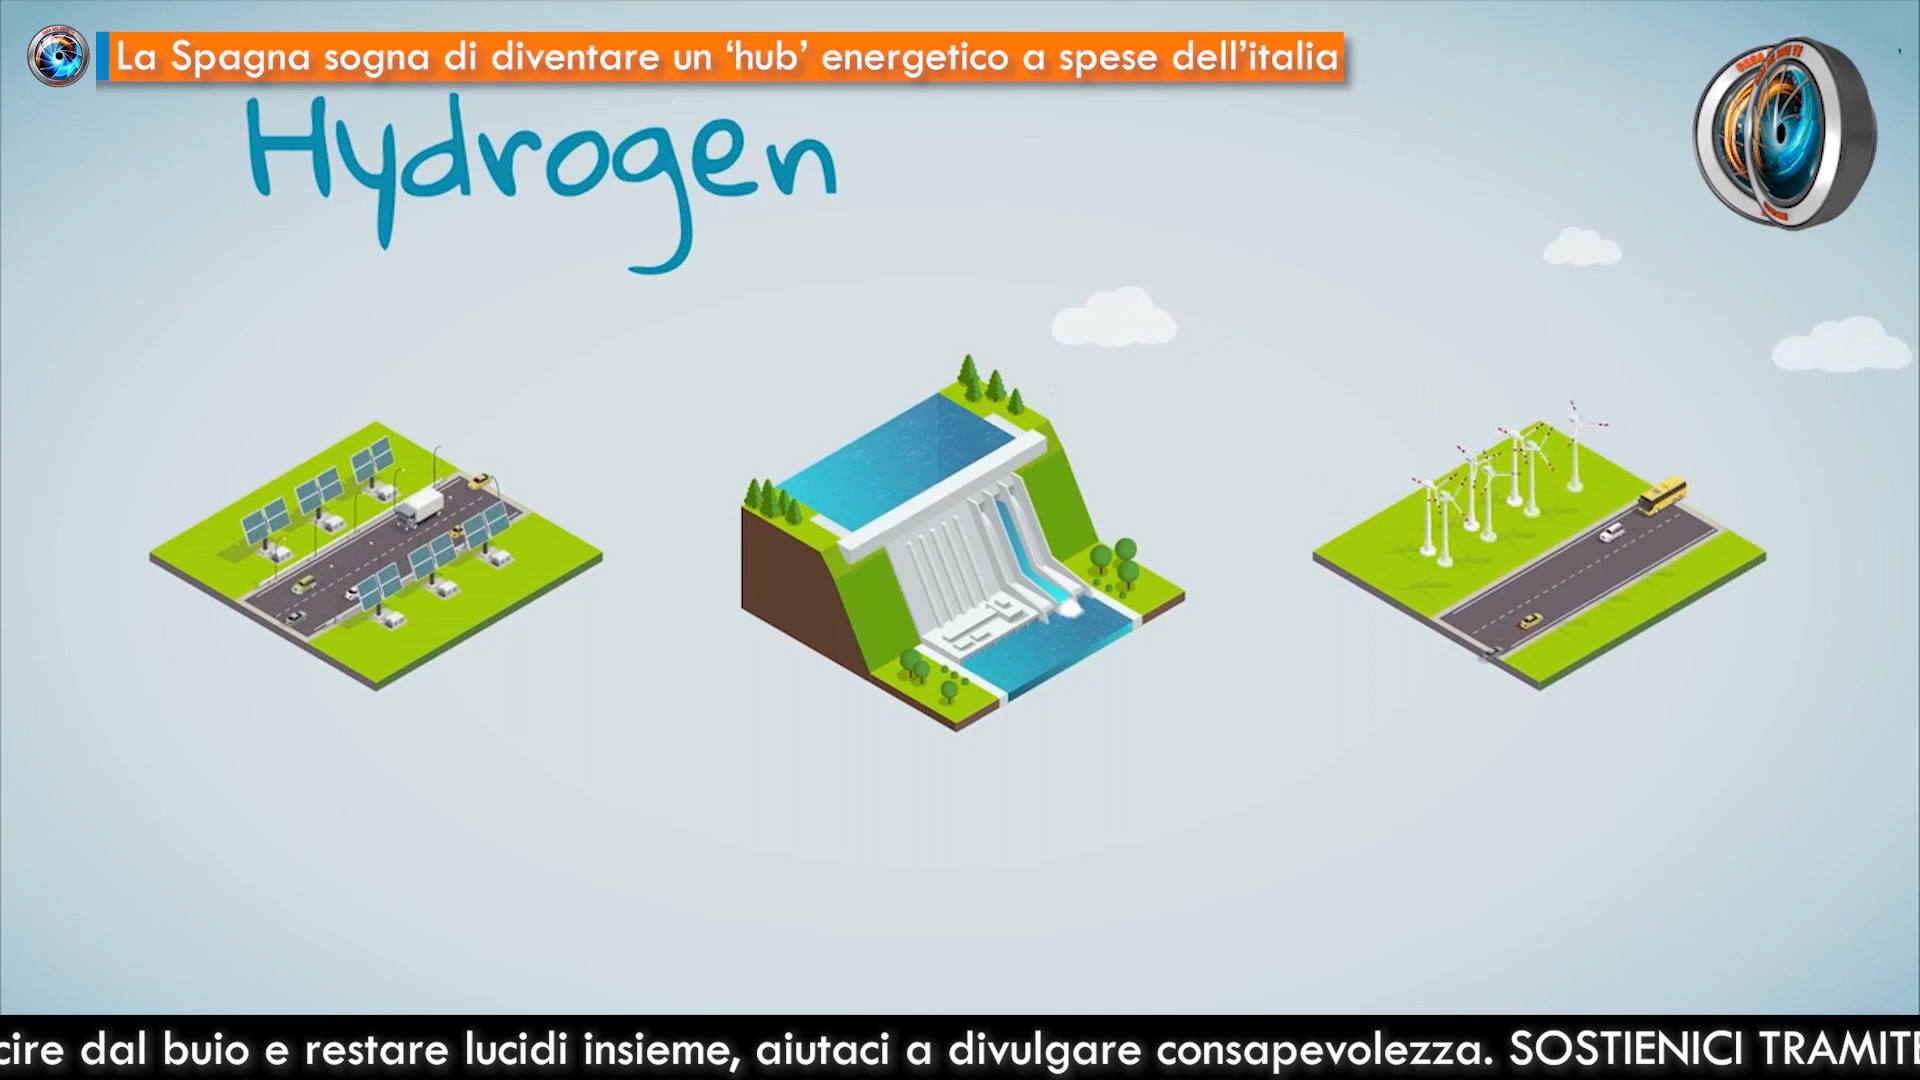 La Spagna sogna di diventare un ‘hub’ energetico a spese dell’italia
Hydrogen
cire dal buio e restare lucidi insieme, aiutaci a divulgare consapevolezza. SOSTIENICI TRAMITE